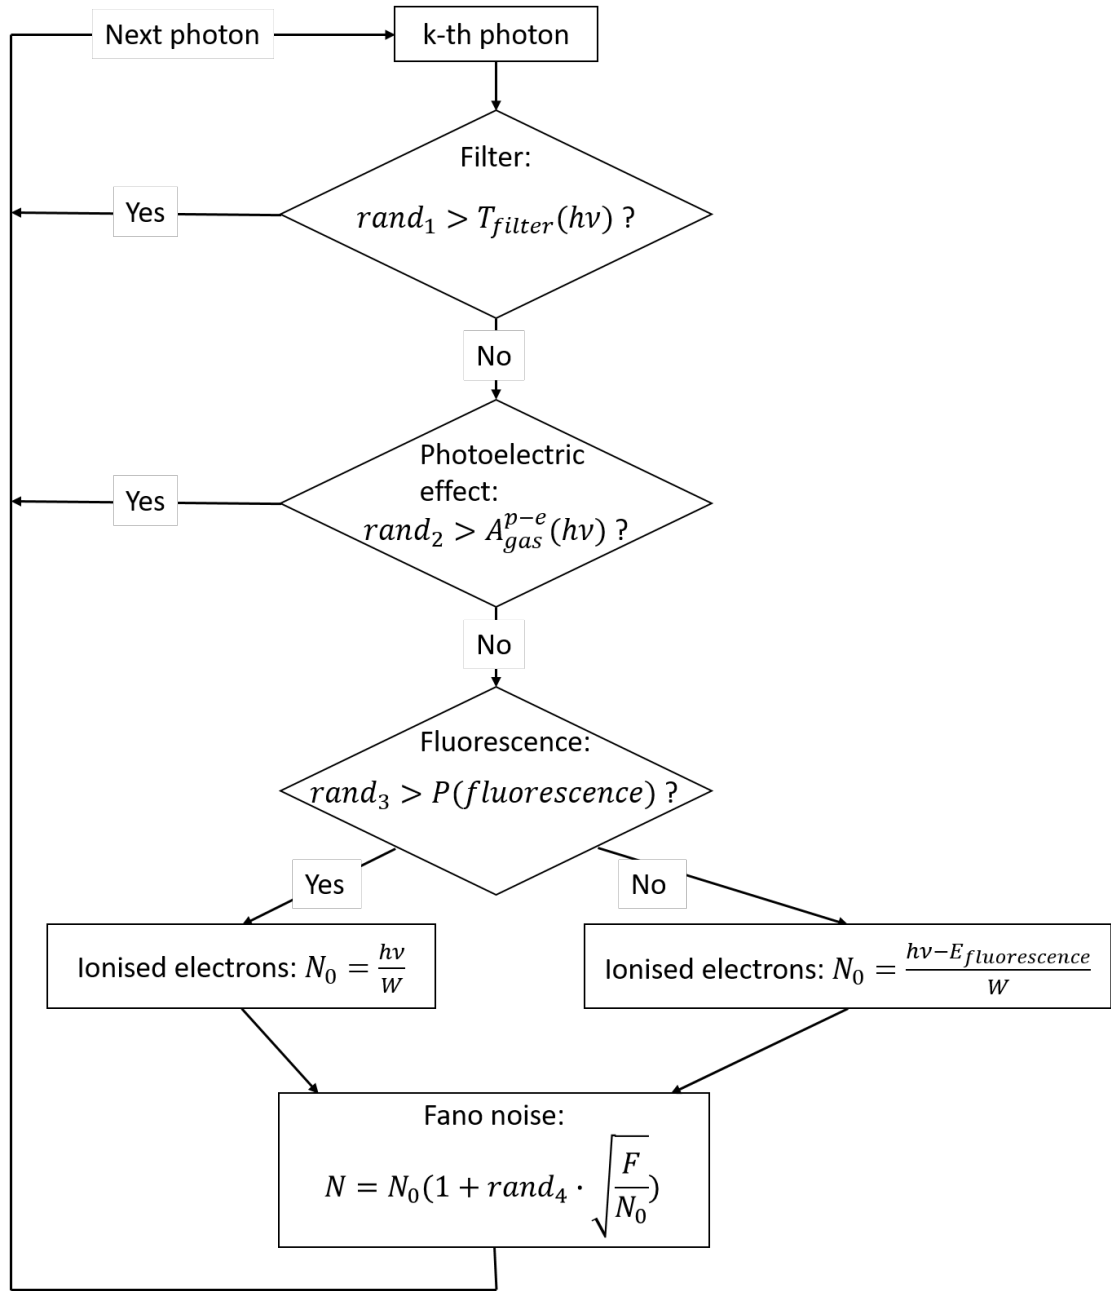 Next photon
k-th photon
Filter:
Yes
rand₁ > T_filter(hν) ?
No
Photoelectric
effect:
Yes
rand₂ > A_gas^{p−e}(hν) ?
No
Fluorescence:
rand₃ > P(fluorescence) ?
Yes
No
Ionised electrons: N₀ = hν/W
Ionised electrons: N₀ = (hν−E_fluorescence)/W
Fano noise:
N = N₀(1 + rand₄ · √(F/N₀))